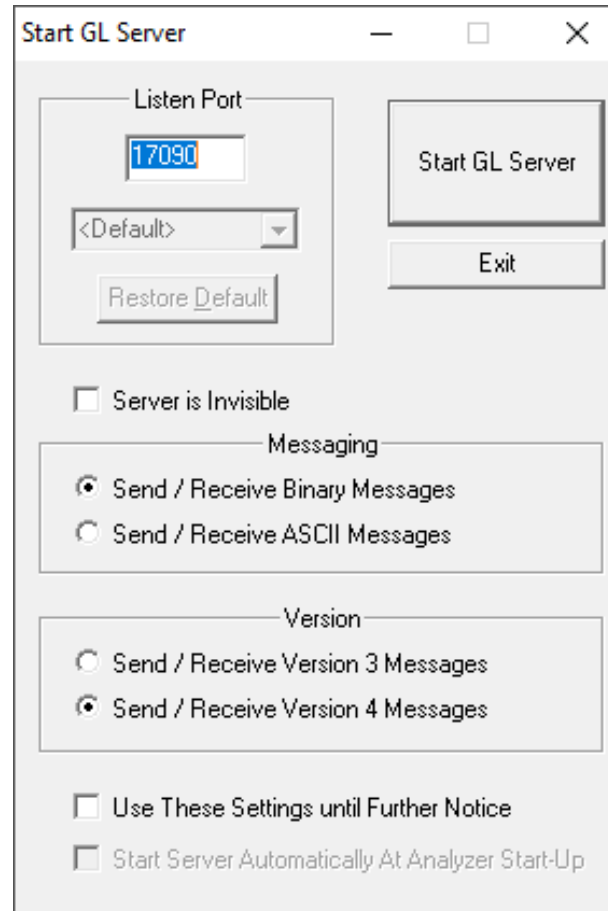 Start GL Server
Listen Port
17090
<Default>
Restore Default
Start GL Server
Exit
Server is Invisible
Messaging
Send / Receive Binary Messages
Send / Receive ASCII Messages
Version
Send / Receive Version 3 Messages
Send / Receive Version 4 Messages
Use These Settings until Further Notice
Start Server Automatically At Analyzer Start-Up